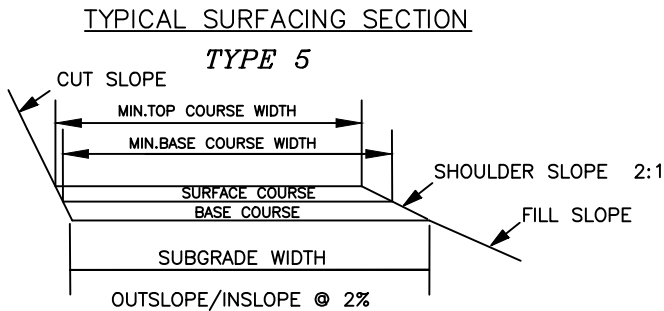 TYPICAL SURFACING SECTION
TYPE 5
CUT SLOPE
MIN.TOP COURSE WIDTH
MIN.BASE COURSE WIDTH
SHOULDER SLOPE 2:1
SURFACE COURSE
BASE COURSE
FILL SLOPE
SUBGRADE WIDTH
OUTSLOPE/INSLOPE @ 2%